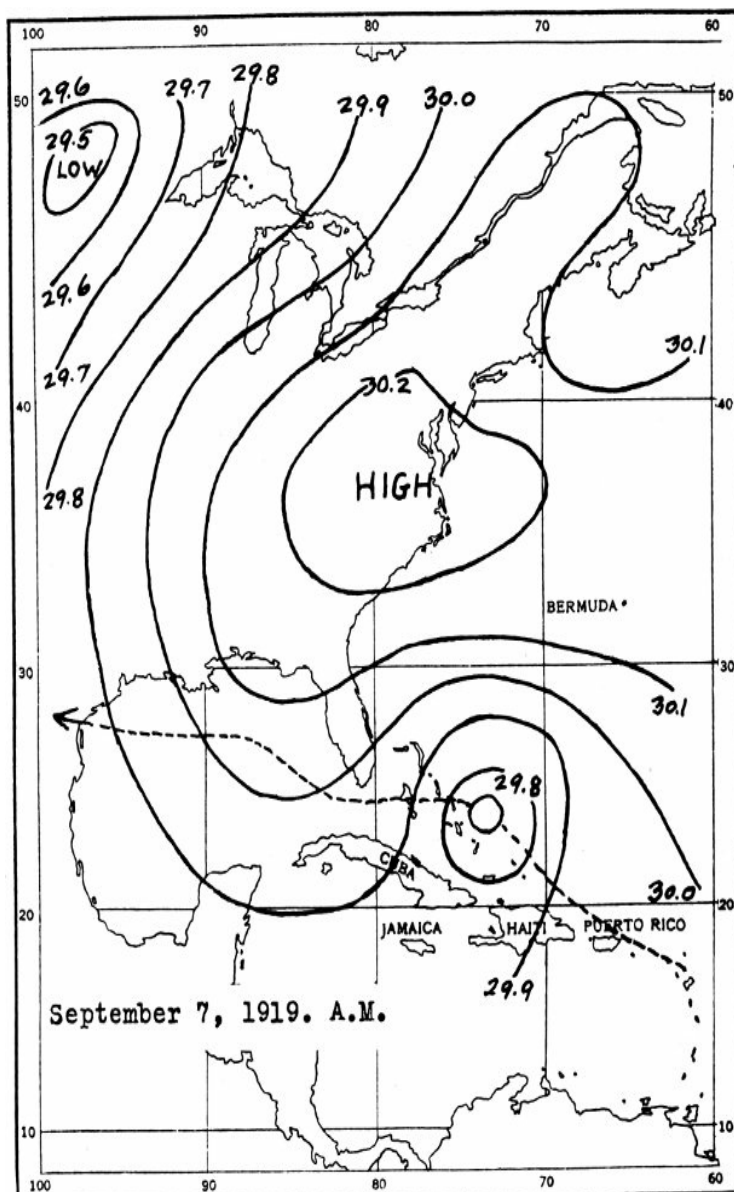 100 90 80 70 60
29.6 29.7 29.8 29.9 30.0
50 50
29.5
LOW
29.6
30.1
29.7
30.2
40 40
HIGH
29.8
BERMUDA
30 30
30.1
29.8
CUBA
30.0
20 20
JAMAICA HAITI PUERTO RICO
29.9
September 7, 1919. A.M.
10 10
100 90 80 70 60